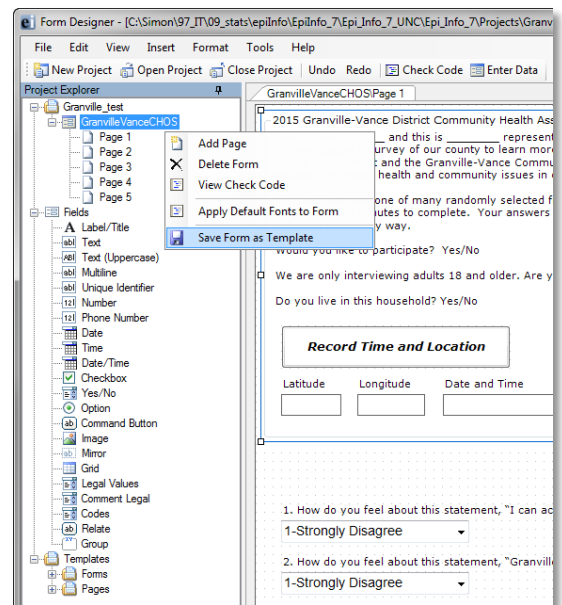 Form Designer - [C:\Simon\97_IT\09_stats\epiInfo\EpiInfo_7\Epi_Info_7_UNC\Epi_Info_7\Projects\Granv
File Edit View Insert Format Tools Help
New Project Open Project Close Project Undo Redo Check Code Enter Data
Project Explorer
Granville_test
GranvilleVanceCHOS
Page 1
Page 2
Page 3
Page 4
Page 5
Fields
Label/Title
Text
Text (Uppercase)
Multiline
Unique Identifier
Number
Phone Number
Date
Time
Date/Time
Checkbox
Yes/No
Option
Command Button
Image
Mirror
Grid
Legal Values
Comment Legal
Codes
Relate
Group
Templates
Forms
Pages
Add Page
Delete Form
View Check Code
Apply Default Fonts to Form
Save Form as Template
GranvilleVanceCHOS\Page 1
2015 Granville-Vance District Community Health Ass
and this is ________ represent
urvey of our county to learn mor
t and the Granville-Vance Commu
health and community issues in
one of many randomly selected f
utes to complete. Your answers
y way.
Would you like to participate? Yes/No
We are only interviewing adults 18 and older. Are y
Do you live in this household? Yes/No
Record Time and Location
Latitude Longitude Date and Time
1. How do you feel about this statement, "I can ac
1-Strongly Disagree
2. How do you feel about this statement, "Granvill
1-Strongly Disagree